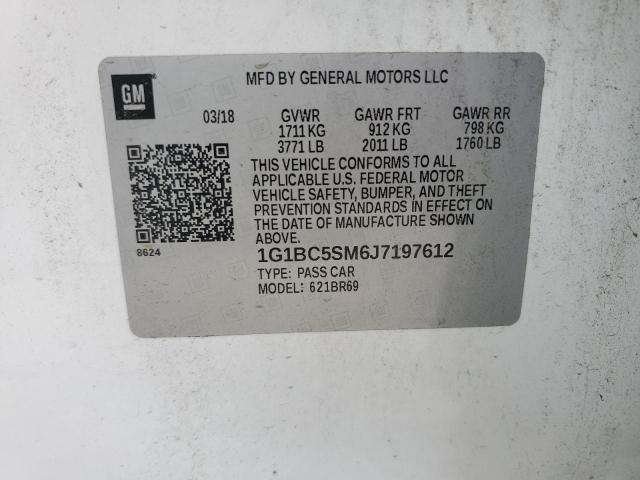 GM
MFD BY GENERAL MOTORS LLC
03/18 GVWR GAWR FRT GAWR RR
1711 KG 912 KG 798 KG
3771 LB 2011 LB 1760 LB
THIS VEHICLE CONFORMS TO ALL
APPLICABLE U.S. FEDERAL MOTOR
VEHICLE SAFETY, BUMPER, AND THEFT
PREVENTION STANDARDS IN EFFECT ON
THE DATE OF MANUFACTURE SHOWN
ABOVE.
8624
1G1BC5SM6J7197612
TYPE: PASS CAR
MODEL: 621BR69